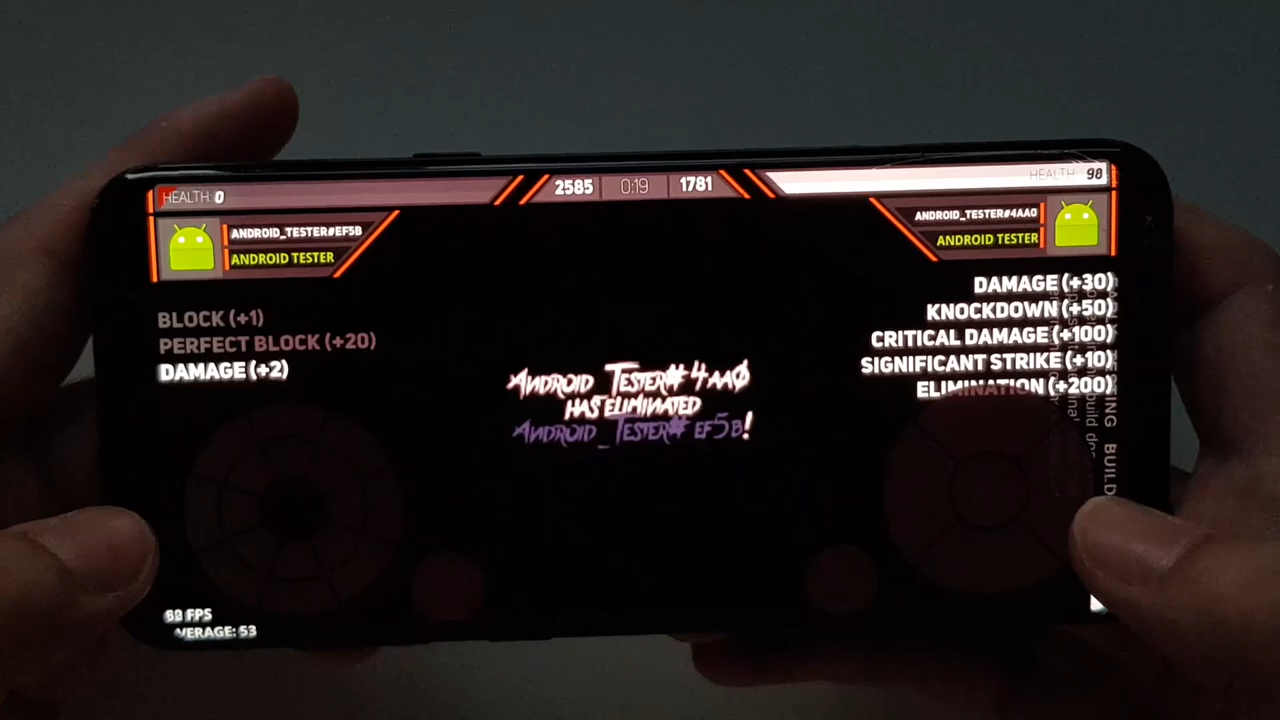 HEALTH: 0
2585
0:19
1781
HEALTH 98
ANDROID_TESTER#EF5B
ANDROID TESTER
ANDROID_TESTER#4AA0
ANDROID TESTER
BLOCK (+1)
PERFECT BLOCK (+20)
DAMAGE (+2)
DAMAGE (+30)
KNOCKDOWN (+50)
CRITICAL DAMAGE (+100)
SIGNIFICANT STRIKE (+10)
ELIMINATION (+200)
ANDROID_TESTER# 4AA0
HAS ELIMINATED
ANDROID_TESTER# EF5B!
BUILD
FPS
VERAGE: 53